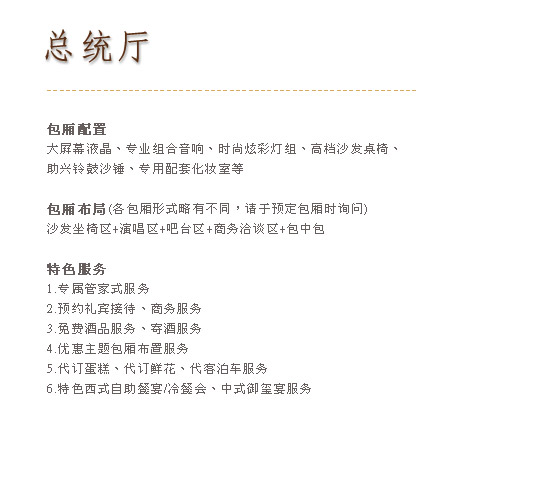 总统厅
包厢配置
大屏幕液晶、专业组合音响、时尚炫彩灯组、高档沙发桌椅、
助兴铃鼓沙锤、专用配套化妆室等
包厢布局(各包厢形式略有不同，请于预定包厢时询问)
沙发坐椅区+演唱区+吧台区+商务洽谈区+包中包
特色服务
1.专属管家式服务
2.预约礼宾接待、商务服务
3.免费酒品服务、寄酒服务
4.优惠主题包厢布置服务
5.代订蛋糕、代订鲜花、代客泊车服务
6.特色西式自助餐宴/冷餐会、中式御玺宴服务